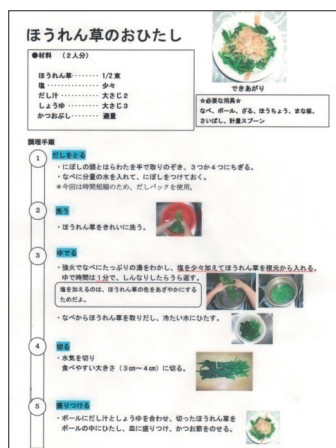 ほうれん草のおひたし
●材料　（２人分）
ほうれん草‥‥‥‥ 1/2 束
塩‥‥‥‥ 少々
だし汁‥‥‥‥ 大さじ２
しょうゆ‥‥‥‥ 大さじ３
かつおぶし‥‥‥‥ 適量
できあがり
★必要な用具★
なべ、ボール、ざる、ほうちょう、まな板、
さいばし、計量スプーン
調理手順
1 だしをとる
・にぼしの頭とはらわたを手で取りのぞき、３つか４つにちぎる。
・なべに分量の水を入れて、にぼしをつけておく。
＊今回は時間短縮のため、だしパックを使用。
2 洗う
・ほうれん草をきれいに洗う。
3 ゆでる
・強火でなべにたっぷりの湯をわかし、塩を少々加えてほうれん草を根元から入れる。
ゆで時間は１分で、しんなりしたらうら返す。
塩を加えるのは、ほうれん草の色をあざやかにする
ためだよ。
・なべからほうれん草を取りだし、冷たい水にひたす。
4 切る
・水気を切り
食べやすい大きさ（３㎝～４㎝）に切る。
5 盛りつける
・ボールにだし汁としょうゆを合わせ、切ったほうれん草を
ボールの中にひたし、皿に盛りつけ、かつお節をのせる。